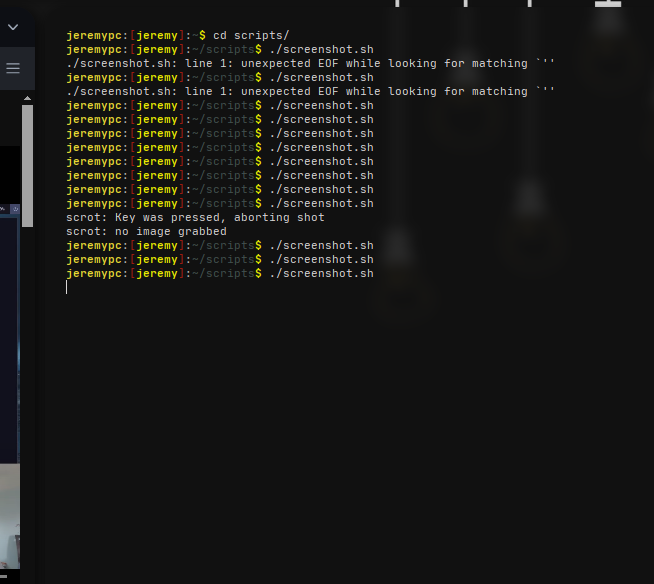 jeremypc:[jeremy]:~$ cd scripts/
jeremypc:[jeremy]:~/scripts$ ./screenshot.sh
./screenshot.sh: line 1: unexpected EOF while looking for matching `''
jeremypc:[jeremy]:~/scripts$ ./screenshot.sh
./screenshot.sh: line 1: unexpected EOF while looking for matching `''
jeremypc:[jeremy]:~/scripts$ ./screenshot.sh
jeremypc:[jeremy]:~/scripts$ ./screenshot.sh
jeremypc:[jeremy]:~/scripts$ ./screenshot.sh
jeremypc:[jeremy]:~/scripts$ ./screenshot.sh
jeremypc:[jeremy]:~/scripts$ ./screenshot.sh
jeremypc:[jeremy]:~/scripts$ ./screenshot.sh
jeremypc:[jeremy]:~/scripts$ ./screenshot.sh
jeremypc:[jeremy]:~/scripts$ ./screenshot.sh
scrot: Key was pressed, aborting shot
scrot: no image grabbed
jeremypc:[jeremy]:~/scripts$ ./screenshot.sh
jeremypc:[jeremy]:~/scripts$ ./screenshot.sh
jeremypc:[jeremy]:~/scripts$ ./screenshot.sh